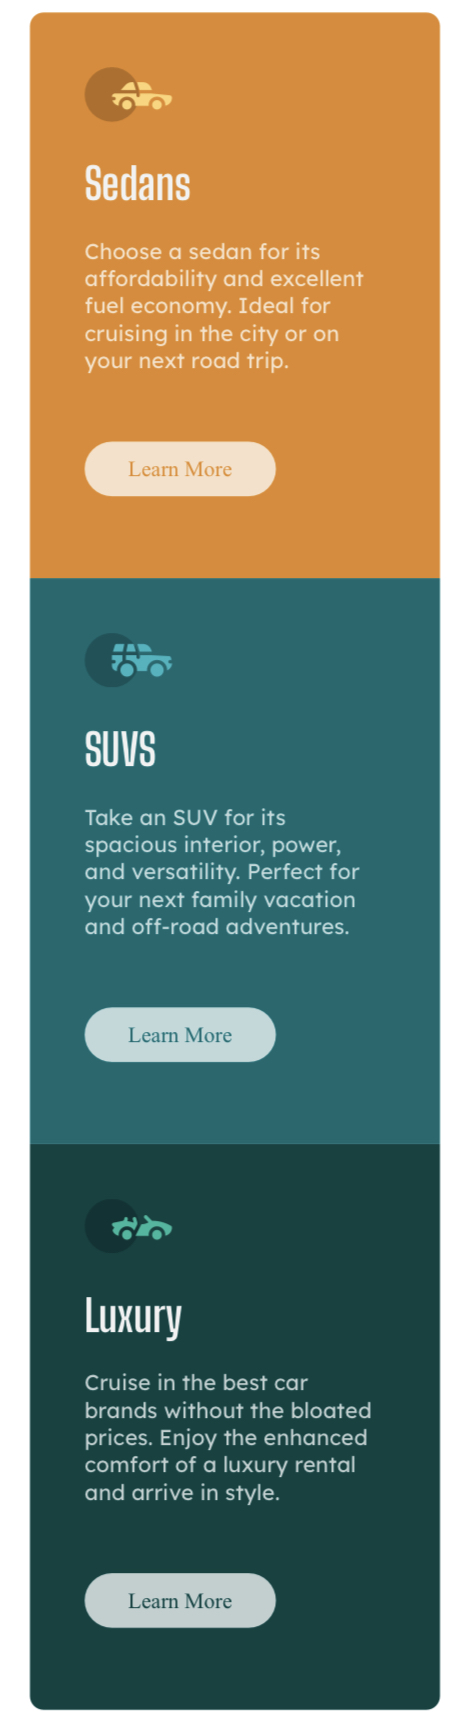 Sedans
Choose a sedan for its
affordability and excellent
fuel economy. Ideal for
cruising in the city or on
your next road trip.
Learn More
SUVS
Take an SUV for its
spacious interior, power,
and versatility. Perfect for
your next family vacation
and off-road adventures.
Learn More
Luxury
Cruise in the best car
brands without the bloated
prices. Enjoy the enhanced
comfort of a luxury rental
and arrive in style.
Learn More